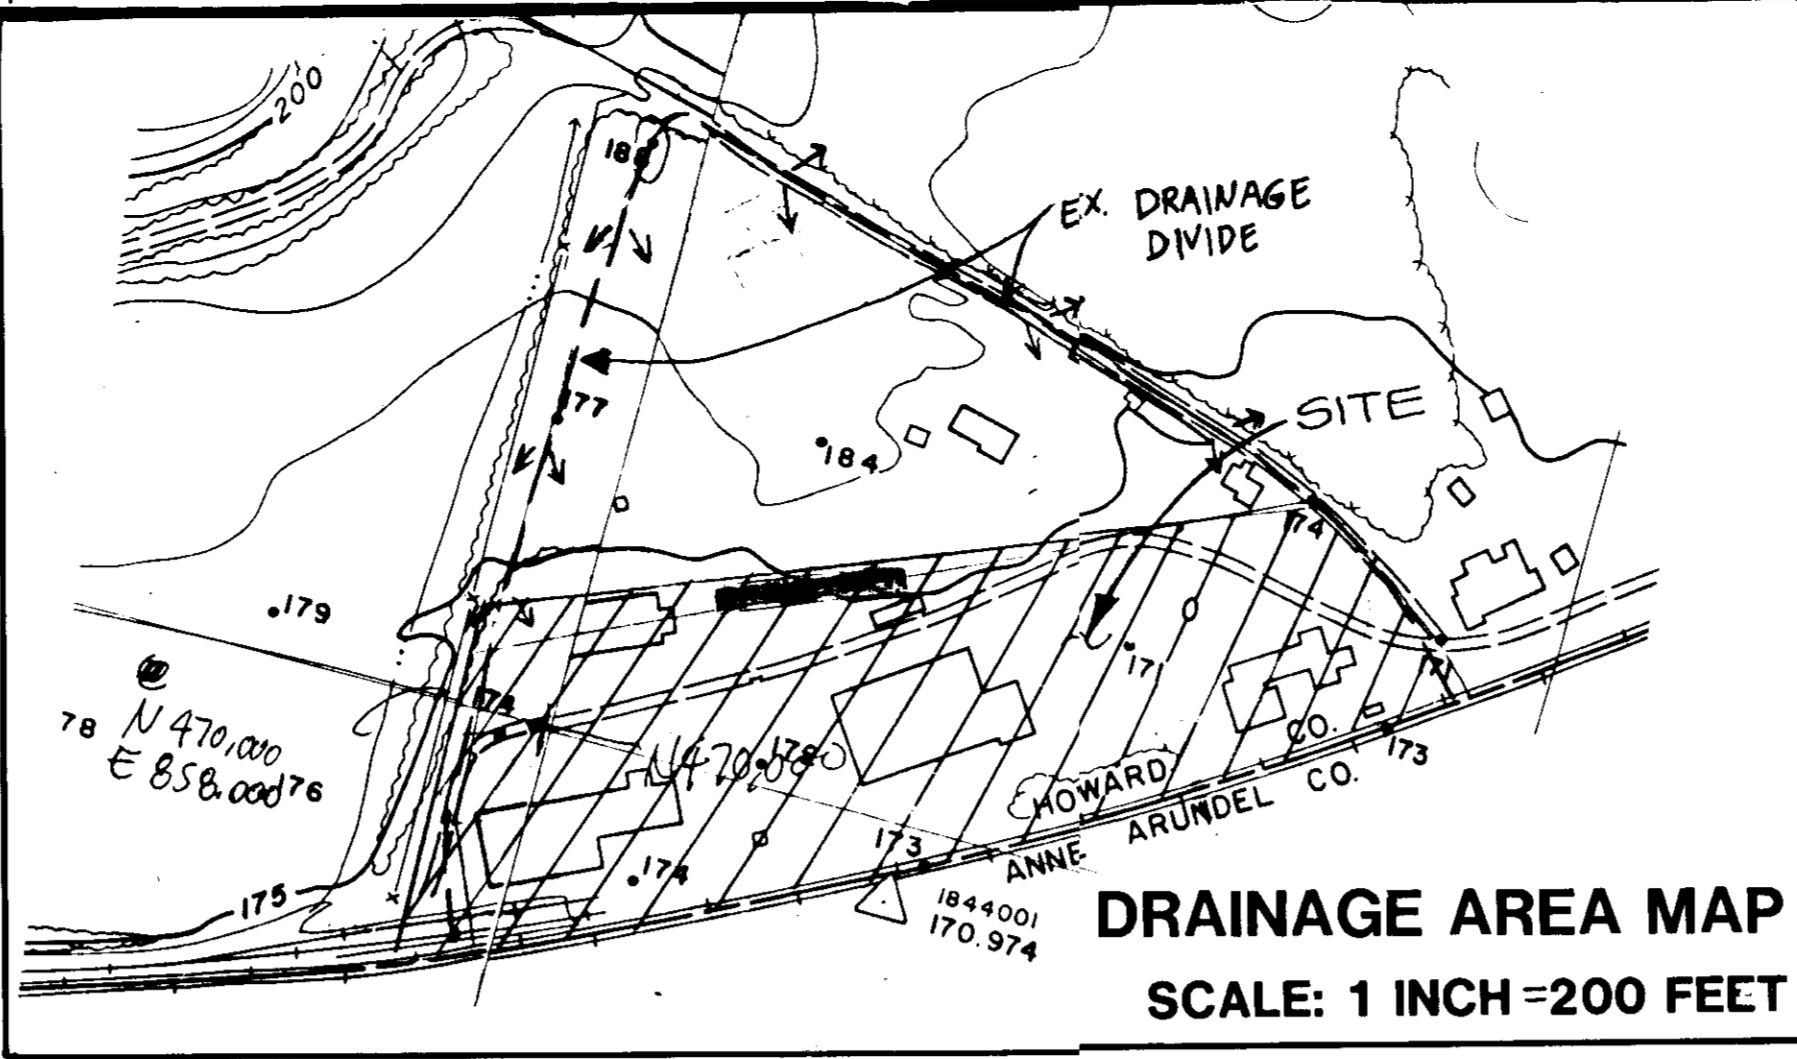 200
EX. DRAINAGE
DIVIDE
177
SITE
184
174
179
171
174
78 N 470,000
E 858,000 76
HOWARD CO.
173
ANNE ARUNDEL CO.
173
174
175
1844001
170.974
DRAINAGE AREA MAP
SCALE: 1 INCH = 200 FEET